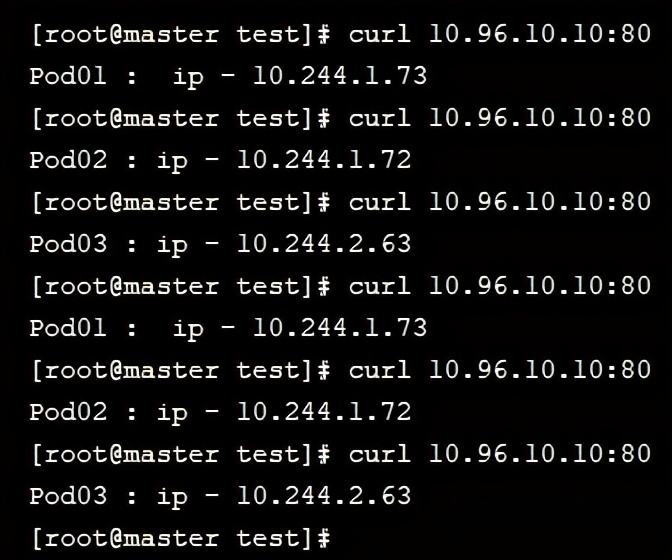 [root@master test]# curl 10.96.10.10:80
Pod01 :  ip - 10.244.1.73
[root@master test]# curl 10.96.10.10:80
Pod02 : ip - 10.244.1.72
[root@master test]# curl 10.96.10.10:80
Pod03 : ip - 10.244.2.63
[root@master test]# curl 10.96.10.10:80
Pod01 :  ip - 10.244.1.73
[root@master test]# curl 10.96.10.10:80
Pod02 : ip - 10.244.1.72
[root@master test]# curl 10.96.10.10:80
Pod03 : ip - 10.244.2.63
[root@master test]#